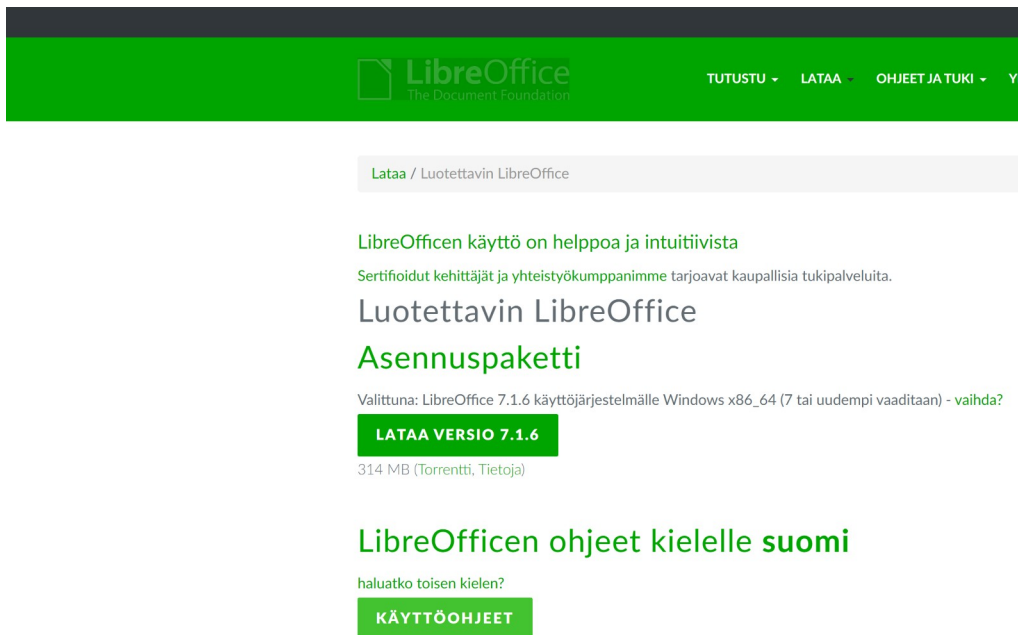 LibreOffice
The Document Foundation
TUTUSTU LATAA OHJEET JA TUKI Y
Lataa / Luotettavin LibreOffice
LibreOfficen käyttö on helppoa ja intuitiivista
Sertifioidut kehittäjät ja yhteistyökumppanimme tarjoavat kaupallisia tukipalveluita.
Luotettavin LibreOffice
Asennuspaketti
Valittuna: LibreOffice 7.1.6 käyttöjärjestelmälle Windows x86_64 (7 tai uudempi vaaditaan) - vaihda?
LATAA VERSIO 7.1.6
314 MB (Torrentti, Tietoja)
LibreOfficen ohjeet kielelle suomi
haluatko toisen kielen?
KÄYTTÖOHJEET